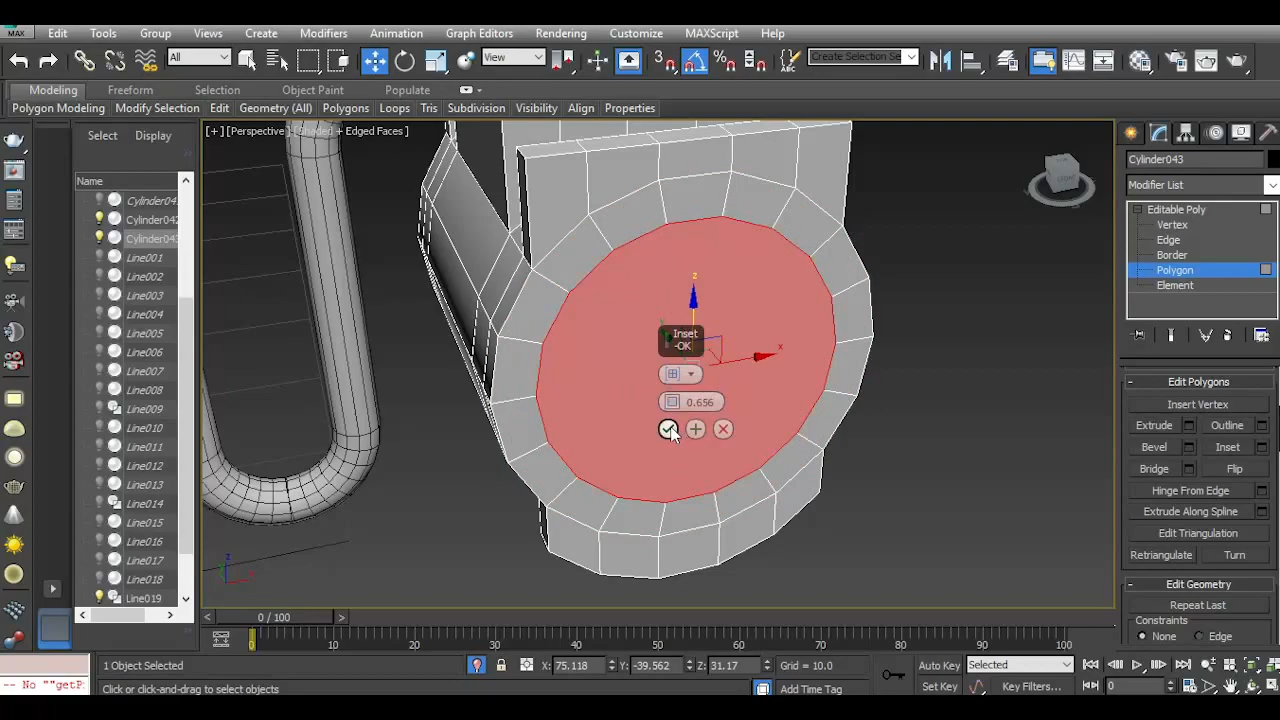 MAX Edit Tools Group Views Create Modifiers Animation Graph Editors Rendering Customize MAXScript Help
All View 3 ABC Create Selection Se
Modeling Freeform Selection Object Paint Populate
Polygon Modeling Modify Selection Edit Geometry (All) Polygons Loops Tris Subdivision Visibility Align Properties
[+] [Perspective] [Shaded + Edged Faces]
Select Display
Name
Cylinder04
Cylinder042
Cylinder043
Line001
Line002
Line003
Line004
Line005
Line006
Line007
Line008
Line009
Line010
Line011
Line012
Line013
Line014
Line015
Line016
Line017
Line018
Line019
z
x
Inset
-OK
0.656
z
Cylinder043
Modifier List
Editable Poly
Vertex
Edge
Border
Polygon
Element
Edit Polygons
Insert Vertex
Extrude Outline
Bevel Inset
Bridge Flip
Hinge From Edge
Extrude Along Spline
Edit Triangulation
Retriangulate Turn
Edit Geometry
Repeat Last
Constraints
None Edge
0 / 100
0 10 20 30 40 50 60 70 80 90 100
1 Object Selected X: 75.118 Y: -39.562 Z: 31.17 Grid = 10.0 Auto Key Selected
-- No ""getP Click or click-and-drag to select objects Add Time Tag Set Key Key Filters... 0